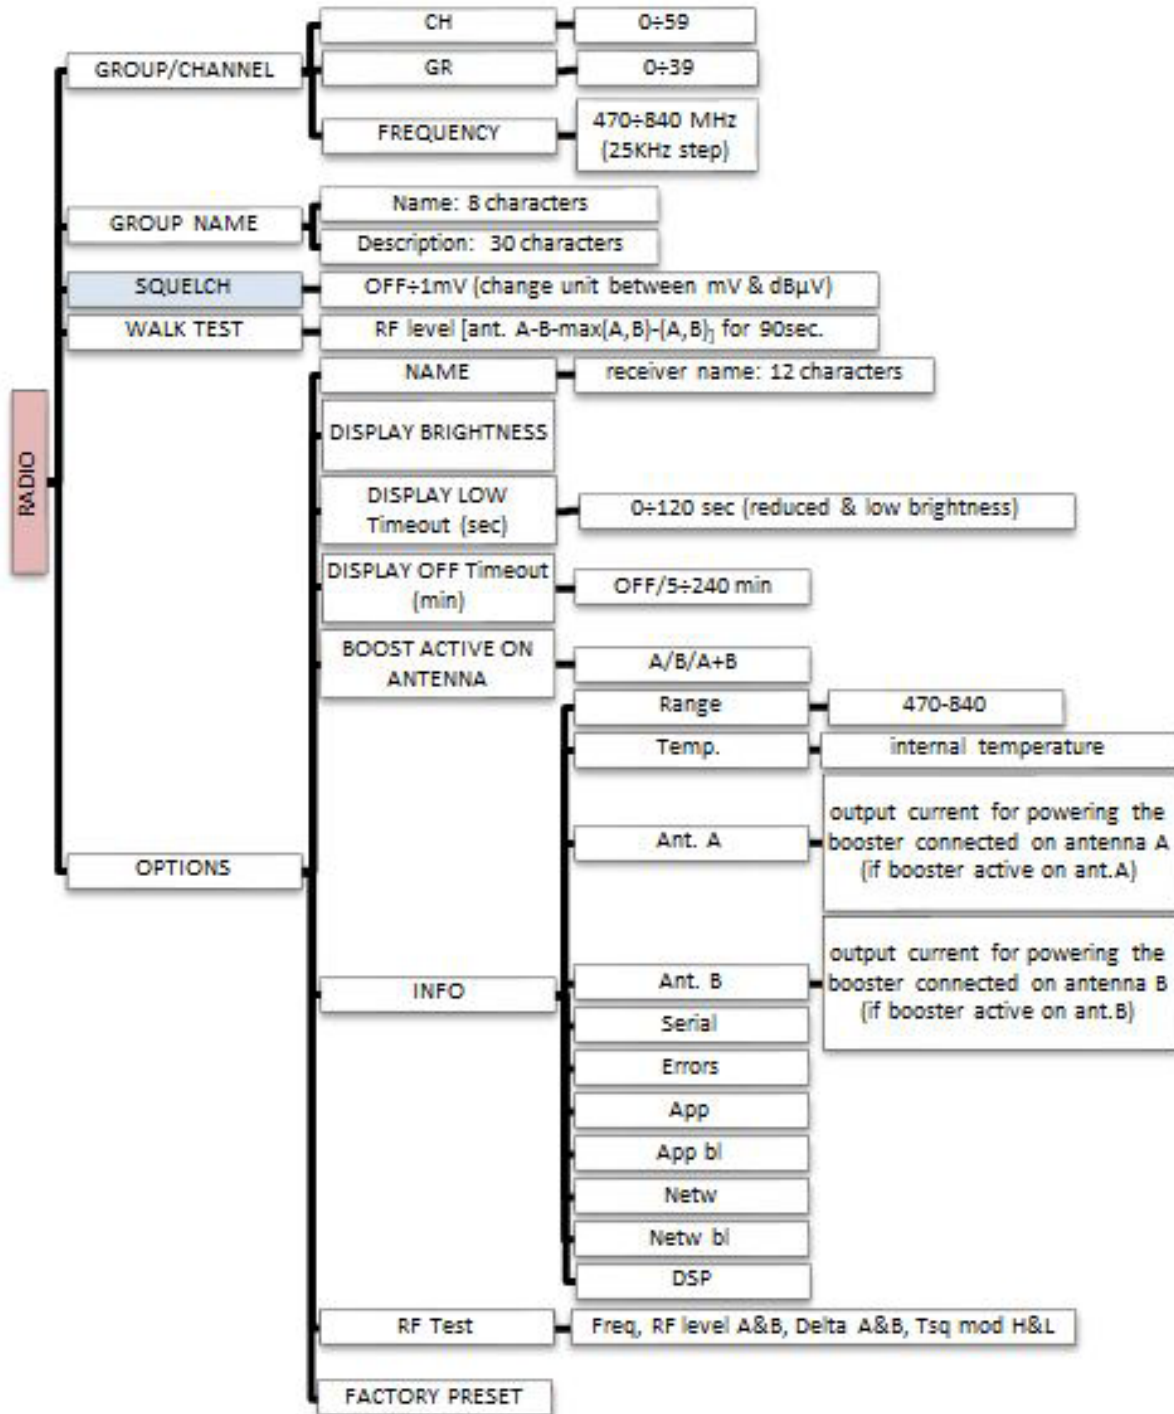 CH
0÷59
GROUP/CHANNEL
GR
0÷39
FREQUENCY
470÷840 MHz
(25KHz step)
GROUP NAME
Name: 8 characters
Description: 30 characters
SQUELCH
OFF÷1mV (change unit between mV & dBµV)
WALK TEST
RF level [ant. A-B-max(A,B)-(A,B)] for 90sec.
RADIO
NAME
receiver name: 12 characters
DISPLAY BRIGHTNESS
DISPLAY LOW
Timeout (sec)
0÷120 sec (reduced & low brightness)
DISPLAY OFF Timeout
(min)
OFF/5÷240 min
BOOST ACTIVE ON
ANTENNA
A/B/A+B
OPTIONS
INFO
Range
470-840
Temp.
internal temperature
Ant. A
output current for powering the
booster connected on antenna A
(if booster active on ant.A)
Ant. B
output current for powering the
booster connected on antenna B
(if booster active on ant.B)
Serial
Errors
App
App bl
Netw
Netw bl
DSP
RF Test
Freq, RF level A&B, Delta A&B, Tsq mod H&L
FACTORY PRESET